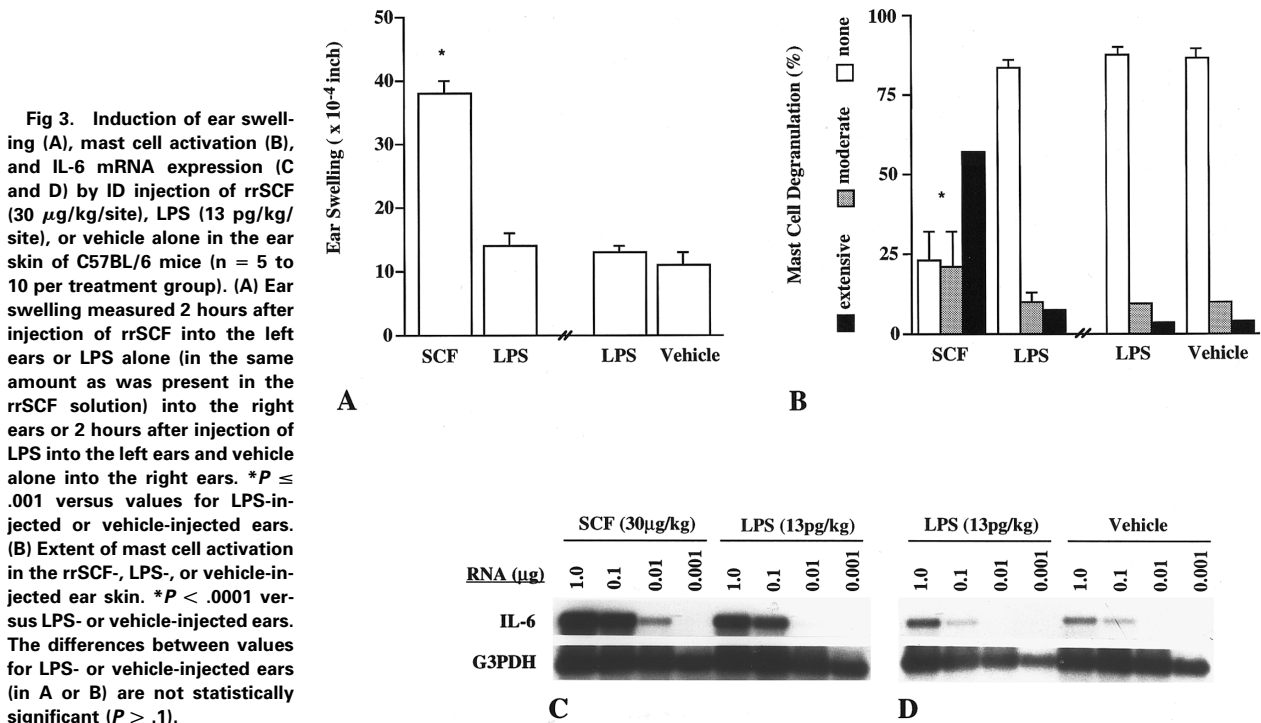 Fig 3. Induction of ear swell-
ing (A), mast cell activation (B),
and IL-6 mRNA expression (C
and D) by ID injection of rrSCF
(30 μg/kg/site), LPS (13 pg/kg/
site), or vehicle alone in the ear
skin of C57BL/6 mice (n = 5 to
10 per treatment group). (A) Ear
swelling measured 2 hours after
injection of rrSCF into the left
ears or LPS alone (in the same
amount as was present in the
rrSCF solution) into the right
ears or 2 hours after injection of
LPS into the left ears and vehicle
alone into the right ears. *P ≤
.001 versus values for LPS-in-
jected or vehicle-injected ears.
(B) Extent of mast cell activation
in the rrSCF-, LPS-, or vehicle-in-
jected ear skin. *P < .0001 ver-
sus LPS- or vehicle-injected ears.
The differences between values
for LPS- or vehicle-injected ears
(in A or B) are not statistically
significant (P > .1).
Ear Swelling ( x 10-4 inch)
50
40
30
20
10
0
*
SCF LPS LPS Vehicle
A
Mast Cell Degranulation (%)
extensive moderate none
100
75
50
25
0
*
SCF LPS LPS Vehicle
B
SCF (30μg/kg) LPS (13pg/kg)
RNA (μg) 1.0 0.1 0.01 0.001 1.0 0.1 0.01 0.001
IL-6
G3PDH
C
LPS (13pg/kg) Vehicle
1.0 0.1 0.01 0.001 1.0 0.1 0.01 0.001
D